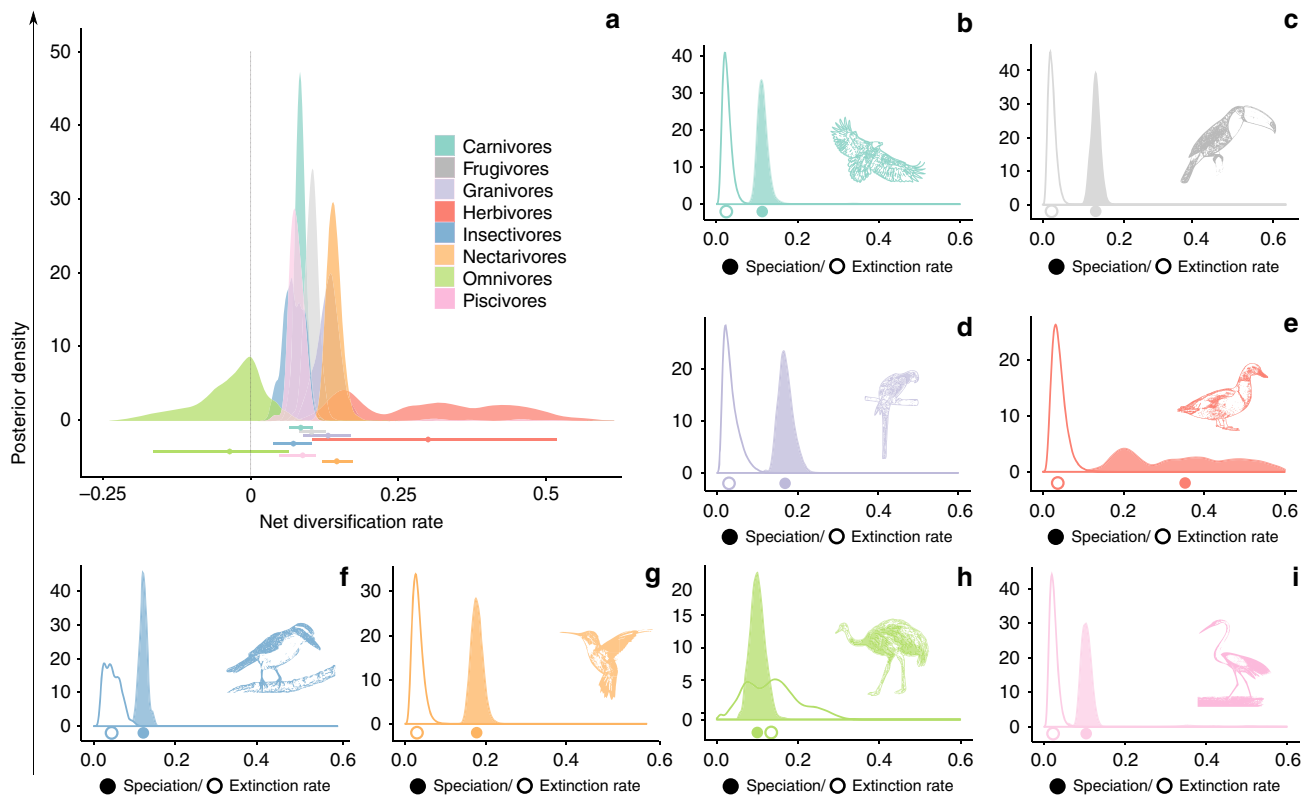 a
Posterior density
50
40
30
20
10
0
−0.25
0
0.25
0.5
Net diversification rate
Carnivores
Frugivores
Granivores
Herbivores
Insectivores
Nectarivores
Omnivores
Piscivores
b
40
30
20
10
0
0.0 0.2 0.4 0.6
Speciation/ Extinction rate
c
40
30
20
10
0
0.0 0.2 0.4 0.6
Speciation/ Extinction rate
d
20
10
0
0.0 0.2 0.4 0.6
Speciation/ Extinction rate
e
20
10
0
0.0 0.2 0.4 0.6
Speciation/ Extinction rate
f
40
30
20
10
0
0.0 0.2 0.4 0.6
Speciation/ Extinction rate
g
30
20
10
0
0.0 0.2 0.4 0.6
Speciation/ Extinction rate
h
20
15
10
5
0
0.0 0.2 0.4 0.6
Speciation/ Extinction rate
i
40
30
20
10
0
0.0 0.2 0.4 0.6
Speciation/ Extinction rate